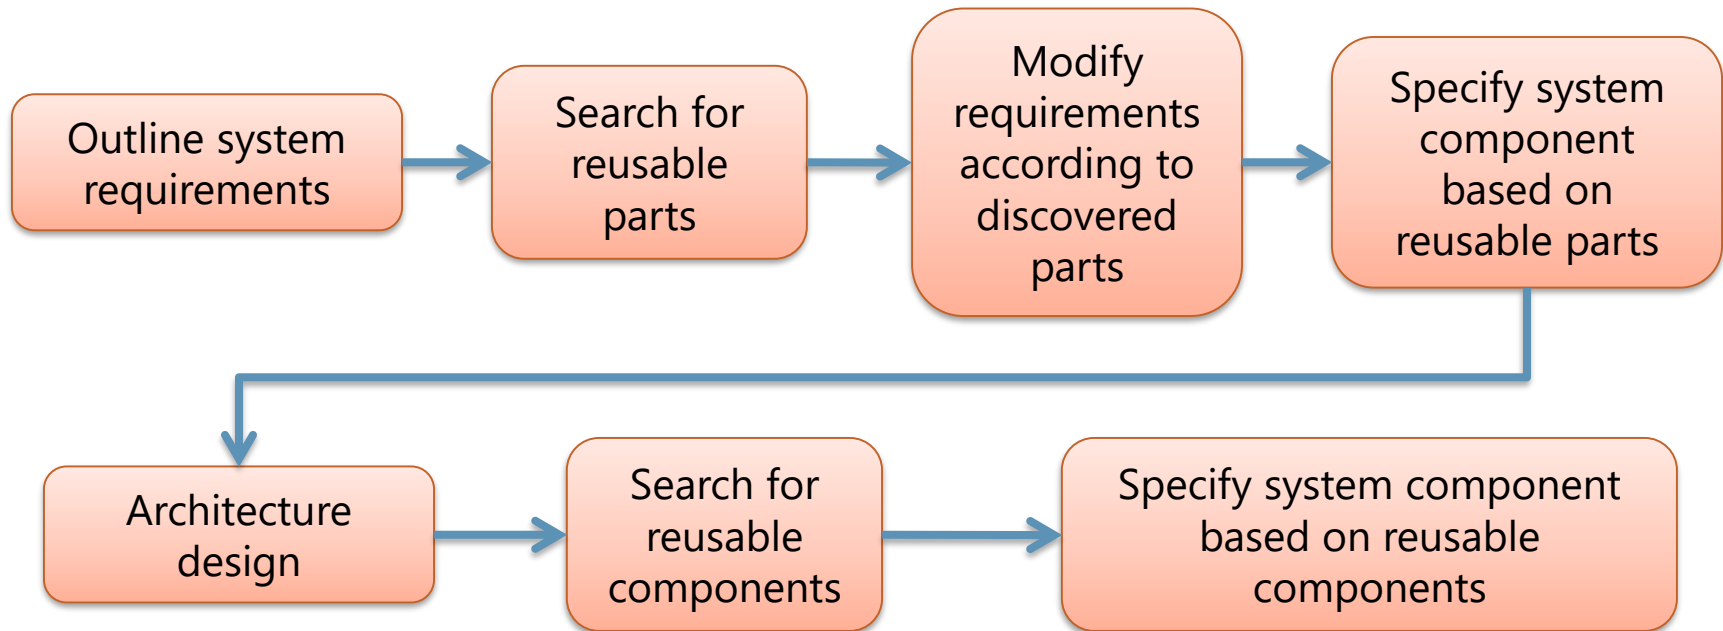 Outline system
requirements
Search for
reusable
parts
Modify
requirements
according to
discovered
parts
Specify system
component
based on
reusable parts
Architecture
design
Search for
reusable
components
Specify system component
based on reusable
components